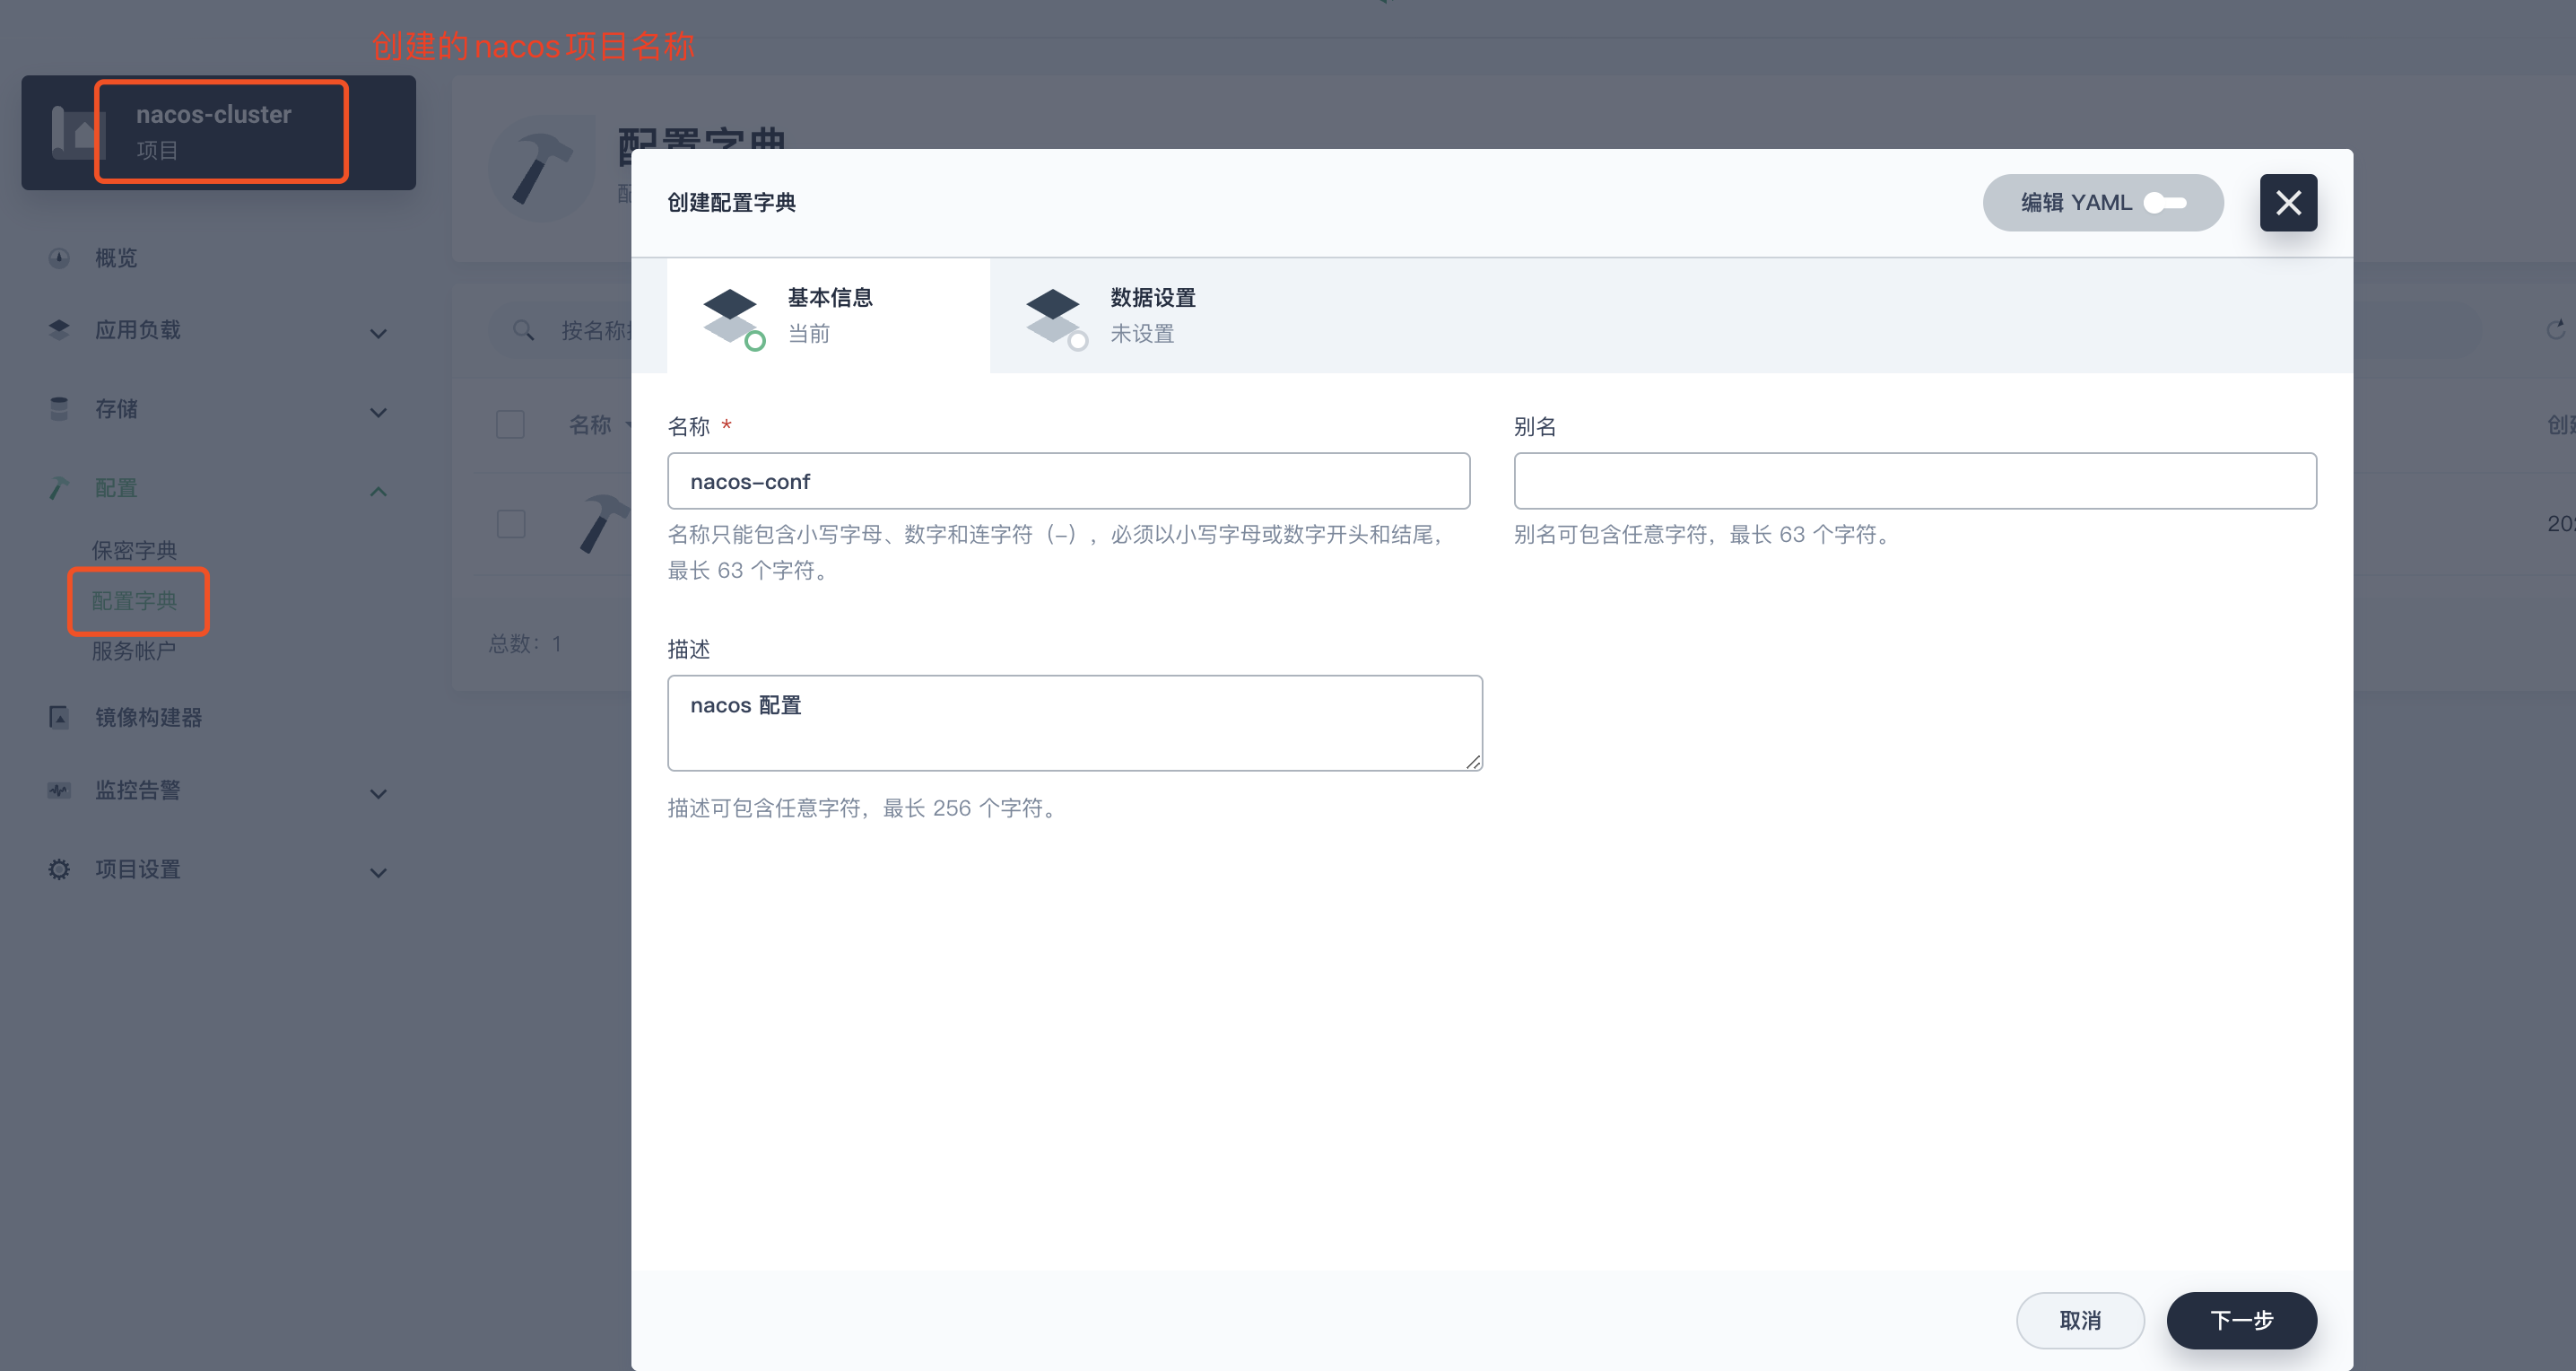 创建的nacos项目名称
nacos-cluster
项目
概览
应用负载
存储
配置
保密字典
配置字典
服务帐户
镜像构建器
监控告警
项目设置
配置字典
按名称
名称
总数：1
创建配置字典
编辑 YAML
基本信息
当前
数据设置
未设置
名称 *
nacos-conf
名称只能包含小写字母、数字和连字符（-），必须以小写字母或数字开头和结尾，
最长 63 个字符。
别名
别名可包含任意字符，最长 63 个字符。
描述
nacos 配置
描述可包含任意字符，最长 256 个字符。
取消
下一步